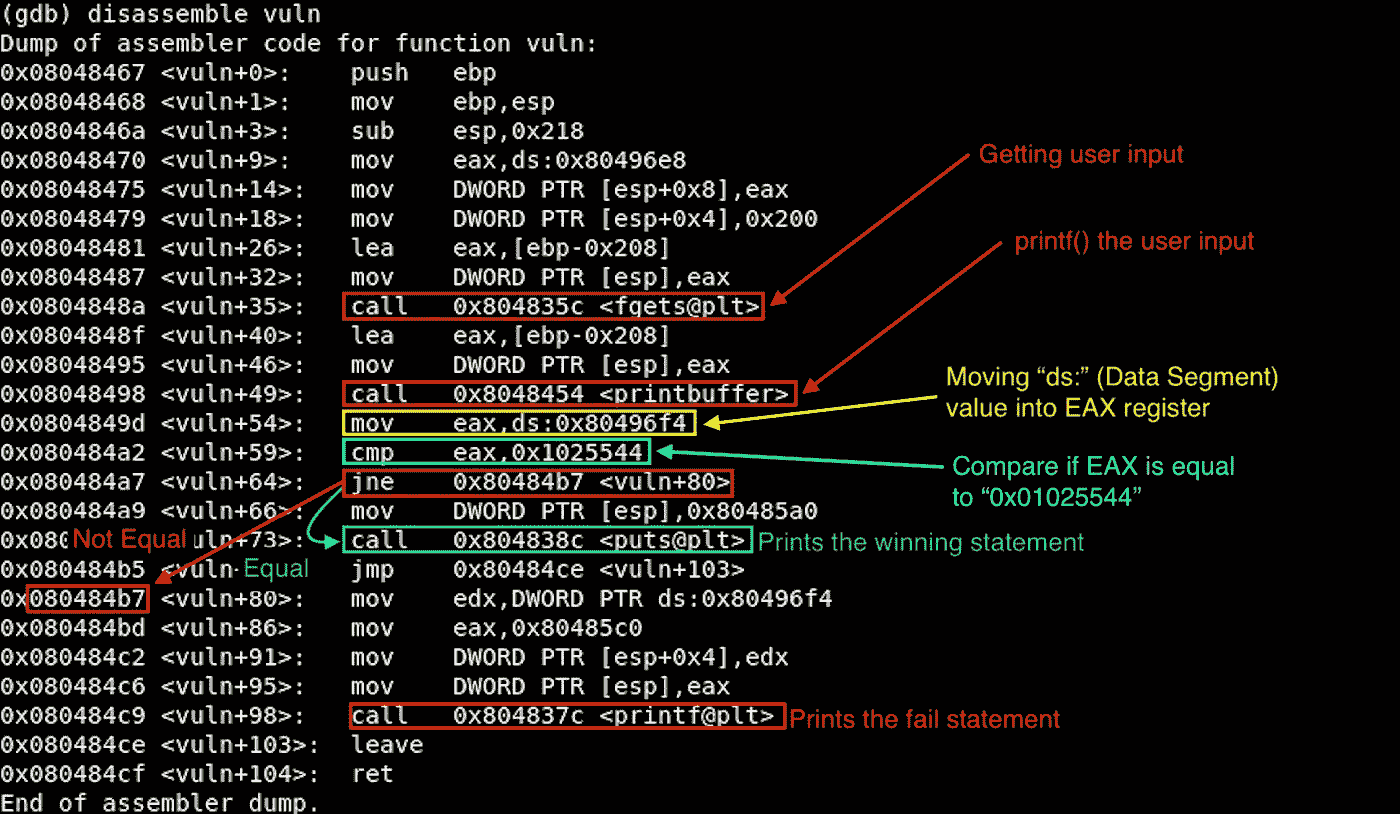 (gdb) disassemble vuln
Dump of assembler code for function vuln:
0x08048467 <vuln+0>: push ebp
0x08048468 <vuln+1>: mov ebp,esp
0x0804846a <vuln+3>: sub esp,0x218
0x08048470 <vuln+9>: mov eax,ds:0x80496e8
Getting user input
0x08048475 <vuln+14>: mov DWORD PTR [esp+0x8],eax
0x08048479 <vuln+18>: mov DWORD PTR [esp+0x4],0x200
0x08048481 <vuln+26>: lea eax,[ebp-0x208]
printf() the user input
0x08048487 <vuln+32>: mov DWORD PTR [esp],eax
0x0804848a <vuln+35>: call 0x804835c <fgets@plt>
0x0804848f <vuln+40>: lea eax,[ebp-0x208]
0x08048495 <vuln+46>: mov DWORD PTR [esp],eax
0x08048498 <vuln+49>: call 0x8048454 <printbuffer>
Moving “ds:” (Data Segment)
value into EAX register
0x0804849d <vuln+54>: mov eax,ds:0x80496f4
0x080484a2 <vuln+59>: cmp eax,0x1025544
Compare if EAX is equal
to “0x01025544”
0x080484a7 <vuln+64>: jne 0x80484b7 <vuln+80>
0x080484a9 <vuln+66>: mov DWORD PTR [esp],0x80485a0
0x080 Not Equal uln+73>: call 0x804838c <puts@plt> Prints the winning statement
0x080484b5 <vuln- Equal jmp 0x80484ce <vuln+103>
0x080484b7 <vuln+80>: mov edx,DWORD PTR ds:0x80496f4
0x080484bd <vuln+86>: mov eax,0x80485c0
0x080484c2 <vuln+91>: mov DWORD PTR [esp+0x4],edx
0x080484c6 <vuln+95>: mov DWORD PTR [esp],eax
0x080484c9 <vuln+98>: call 0x804837c <printf@plt> Prints the fail statement
0x080484ce <vuln+103>: leave
0x080484cf <vuln+104>: ret
End of assembler dump.